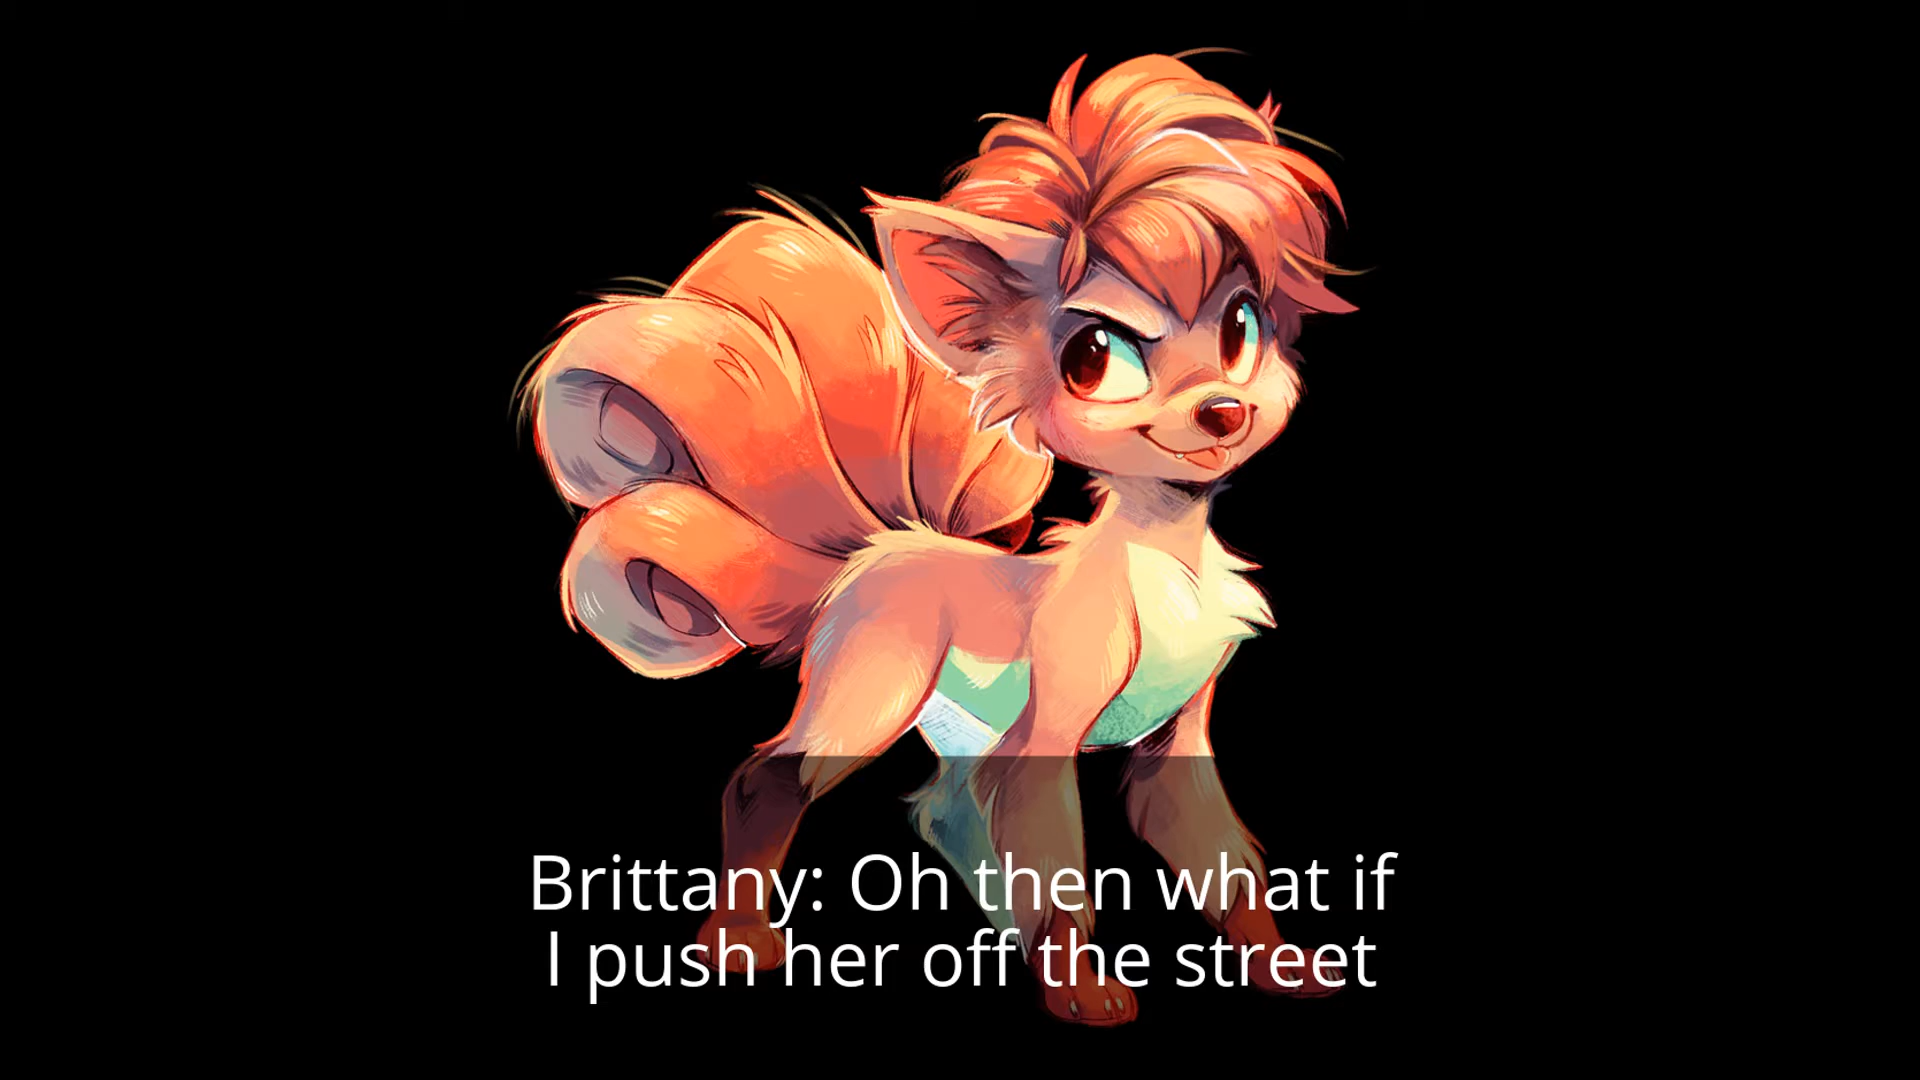 Brittany: Oh then what if
I push her off the street